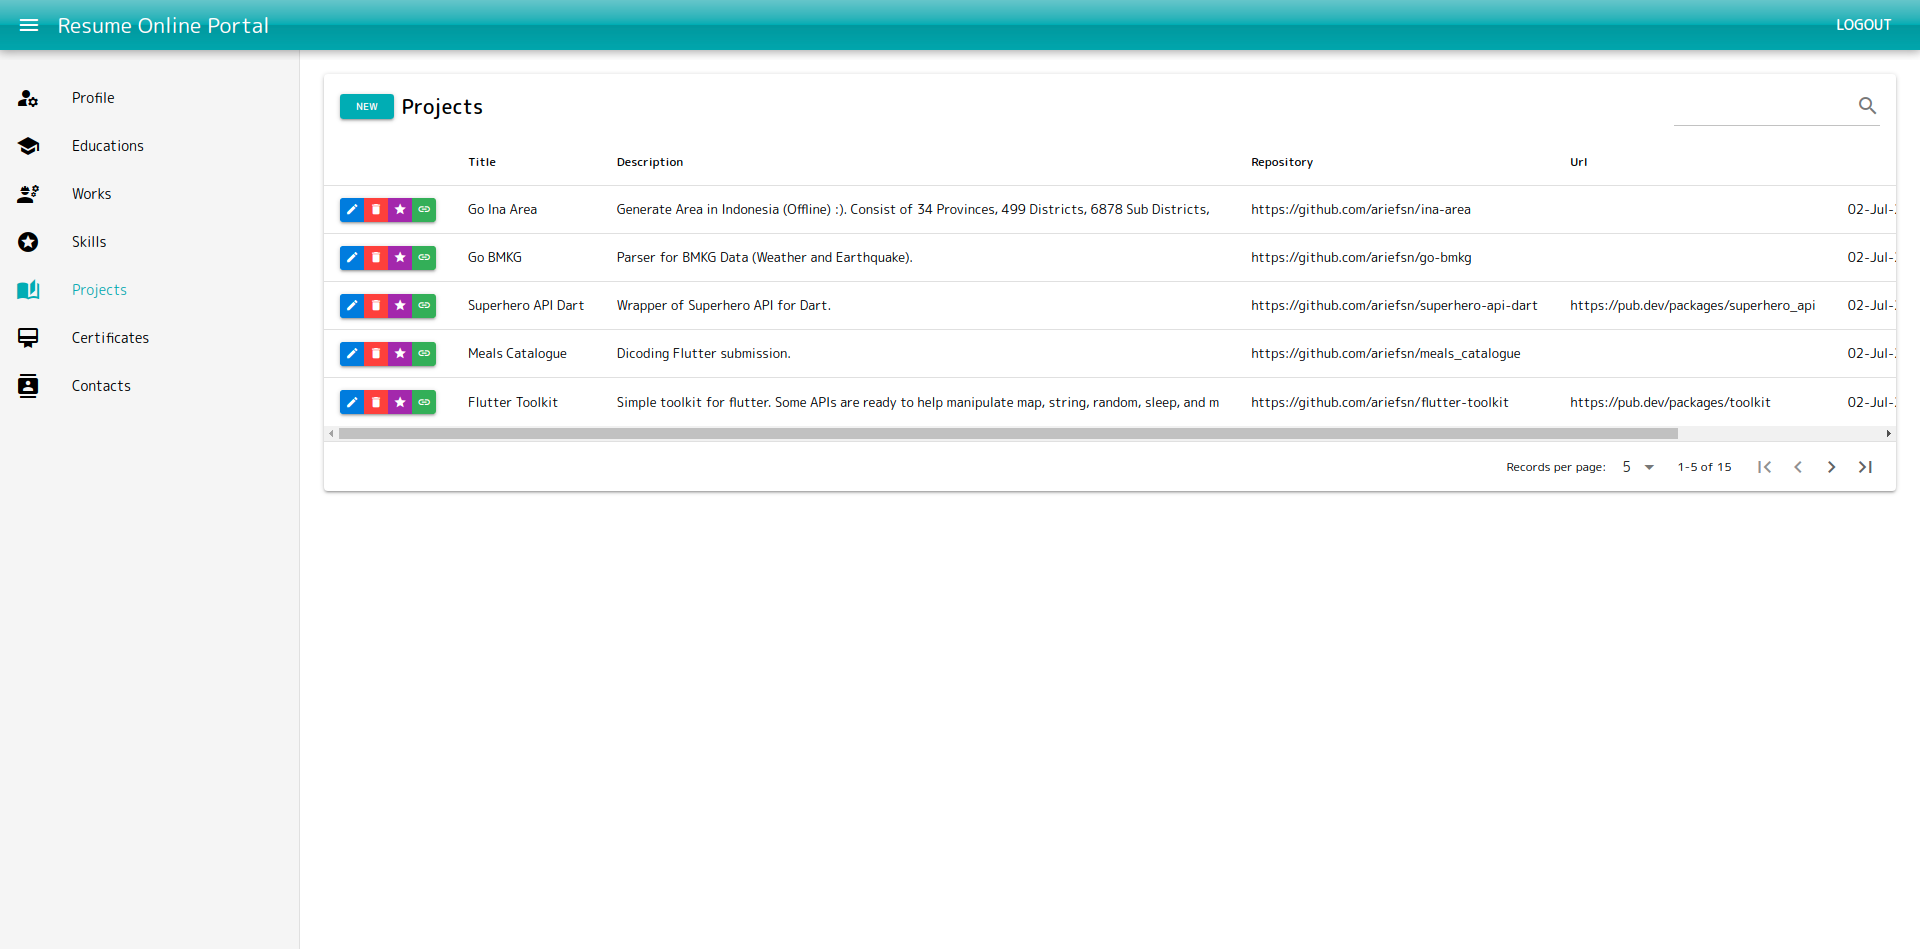 Resume Online Portal
LOGOUT
Profile
Educations
Works
Skills
Projects
Certificates
Contacts
NEW Projects
Title Description Repository Url
Go Ina Area Generate Area in Indonesia (Offline) :). Consist of 34 Provinces, 499 Districts, 6878 Sub Districts, https://github.com/ariefsn/ina-area 02-Jul-
Go BMKG Parser for BMKG Data (Weather and Earthquake). https://github.com/ariefsn/go-bmkg 02-Jul-
Superhero API Dart Wrapper of Superhero API for Dart. https://github.com/ariefsn/superhero-api-dart https://pub.dev/packages/superhero_api 02-Jul-
Meals Catalogue Dicoding Flutter submission. https://github.com/ariefsn/meals_catalogue 02-Jul-
Flutter Toolkit Simple toolkit for flutter. Some APIs are ready to help manipulate map, string, random, sleep, and m https://github.com/ariefsn/flutter-toolkit https://pub.dev/packages/toolkit 02-Jul-
Records per page: 5 1-5 of 15